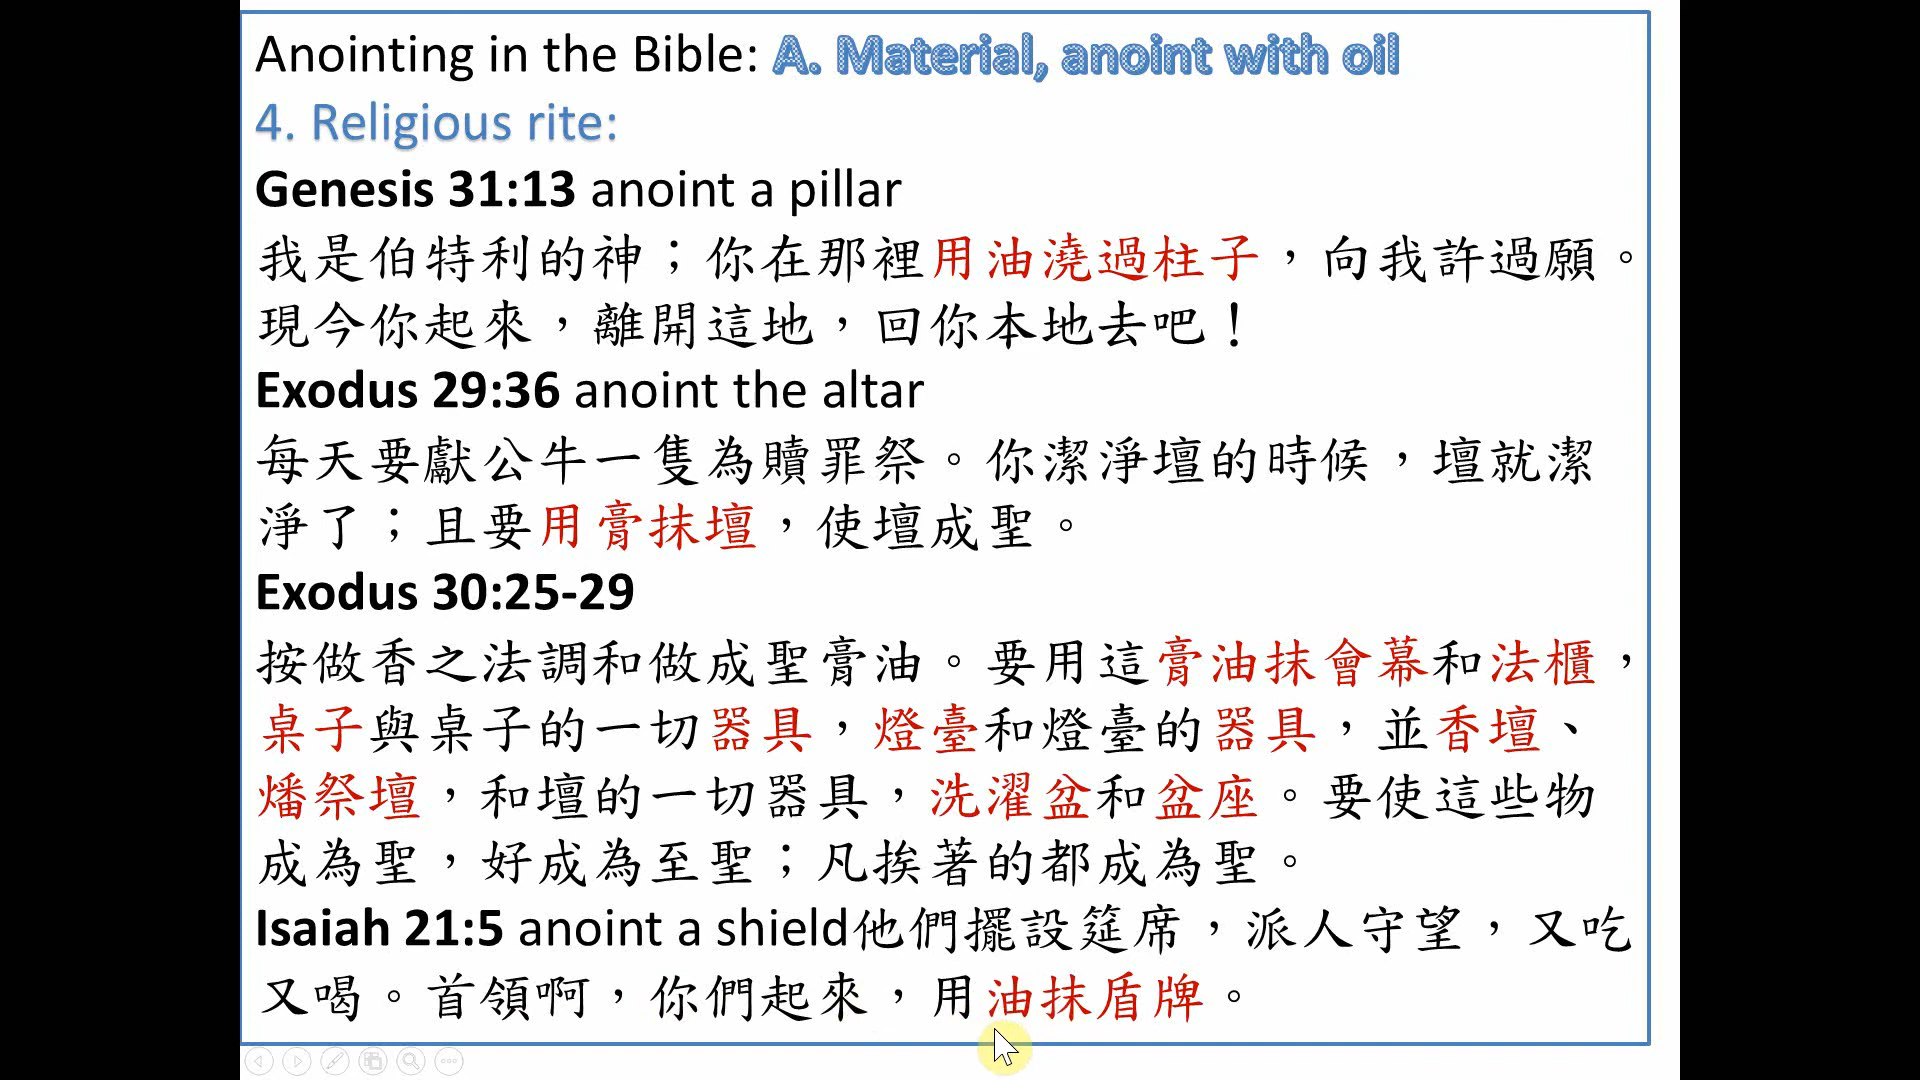 Anointing in the Bible: A. Material, anoint with oil
4. Religious rite:
Genesis 31:13 anoint a pillar
我是伯特利的神；你在那裡用油澆過柱子，向我許過願。
現今你起來，離開這地，回你本地去吧！
Exodus 29:36 anoint the altar
每天要獻公牛一隻為贖罪祭。你潔淨壇的時候，壇就潔
淨了；且要用膏抹壇，使壇成聖。
Exodus 30:25-29
按做香之法調和做成聖膏油。要用這膏油抹會幕和法櫃，
桌子與桌子的一切器具，燈臺和燈臺的器具，並香壇、
燔祭壇，和壇的一切器具，洗濯盆和盆座。要使這些物
成為聖，好成為至聖；凡挨著的都成為聖。
Isaiah 21:5 anoint a shield他們擺設筵席，派人守望，又吃
又喝。首領啊，你們起來，用油抹盾牌。